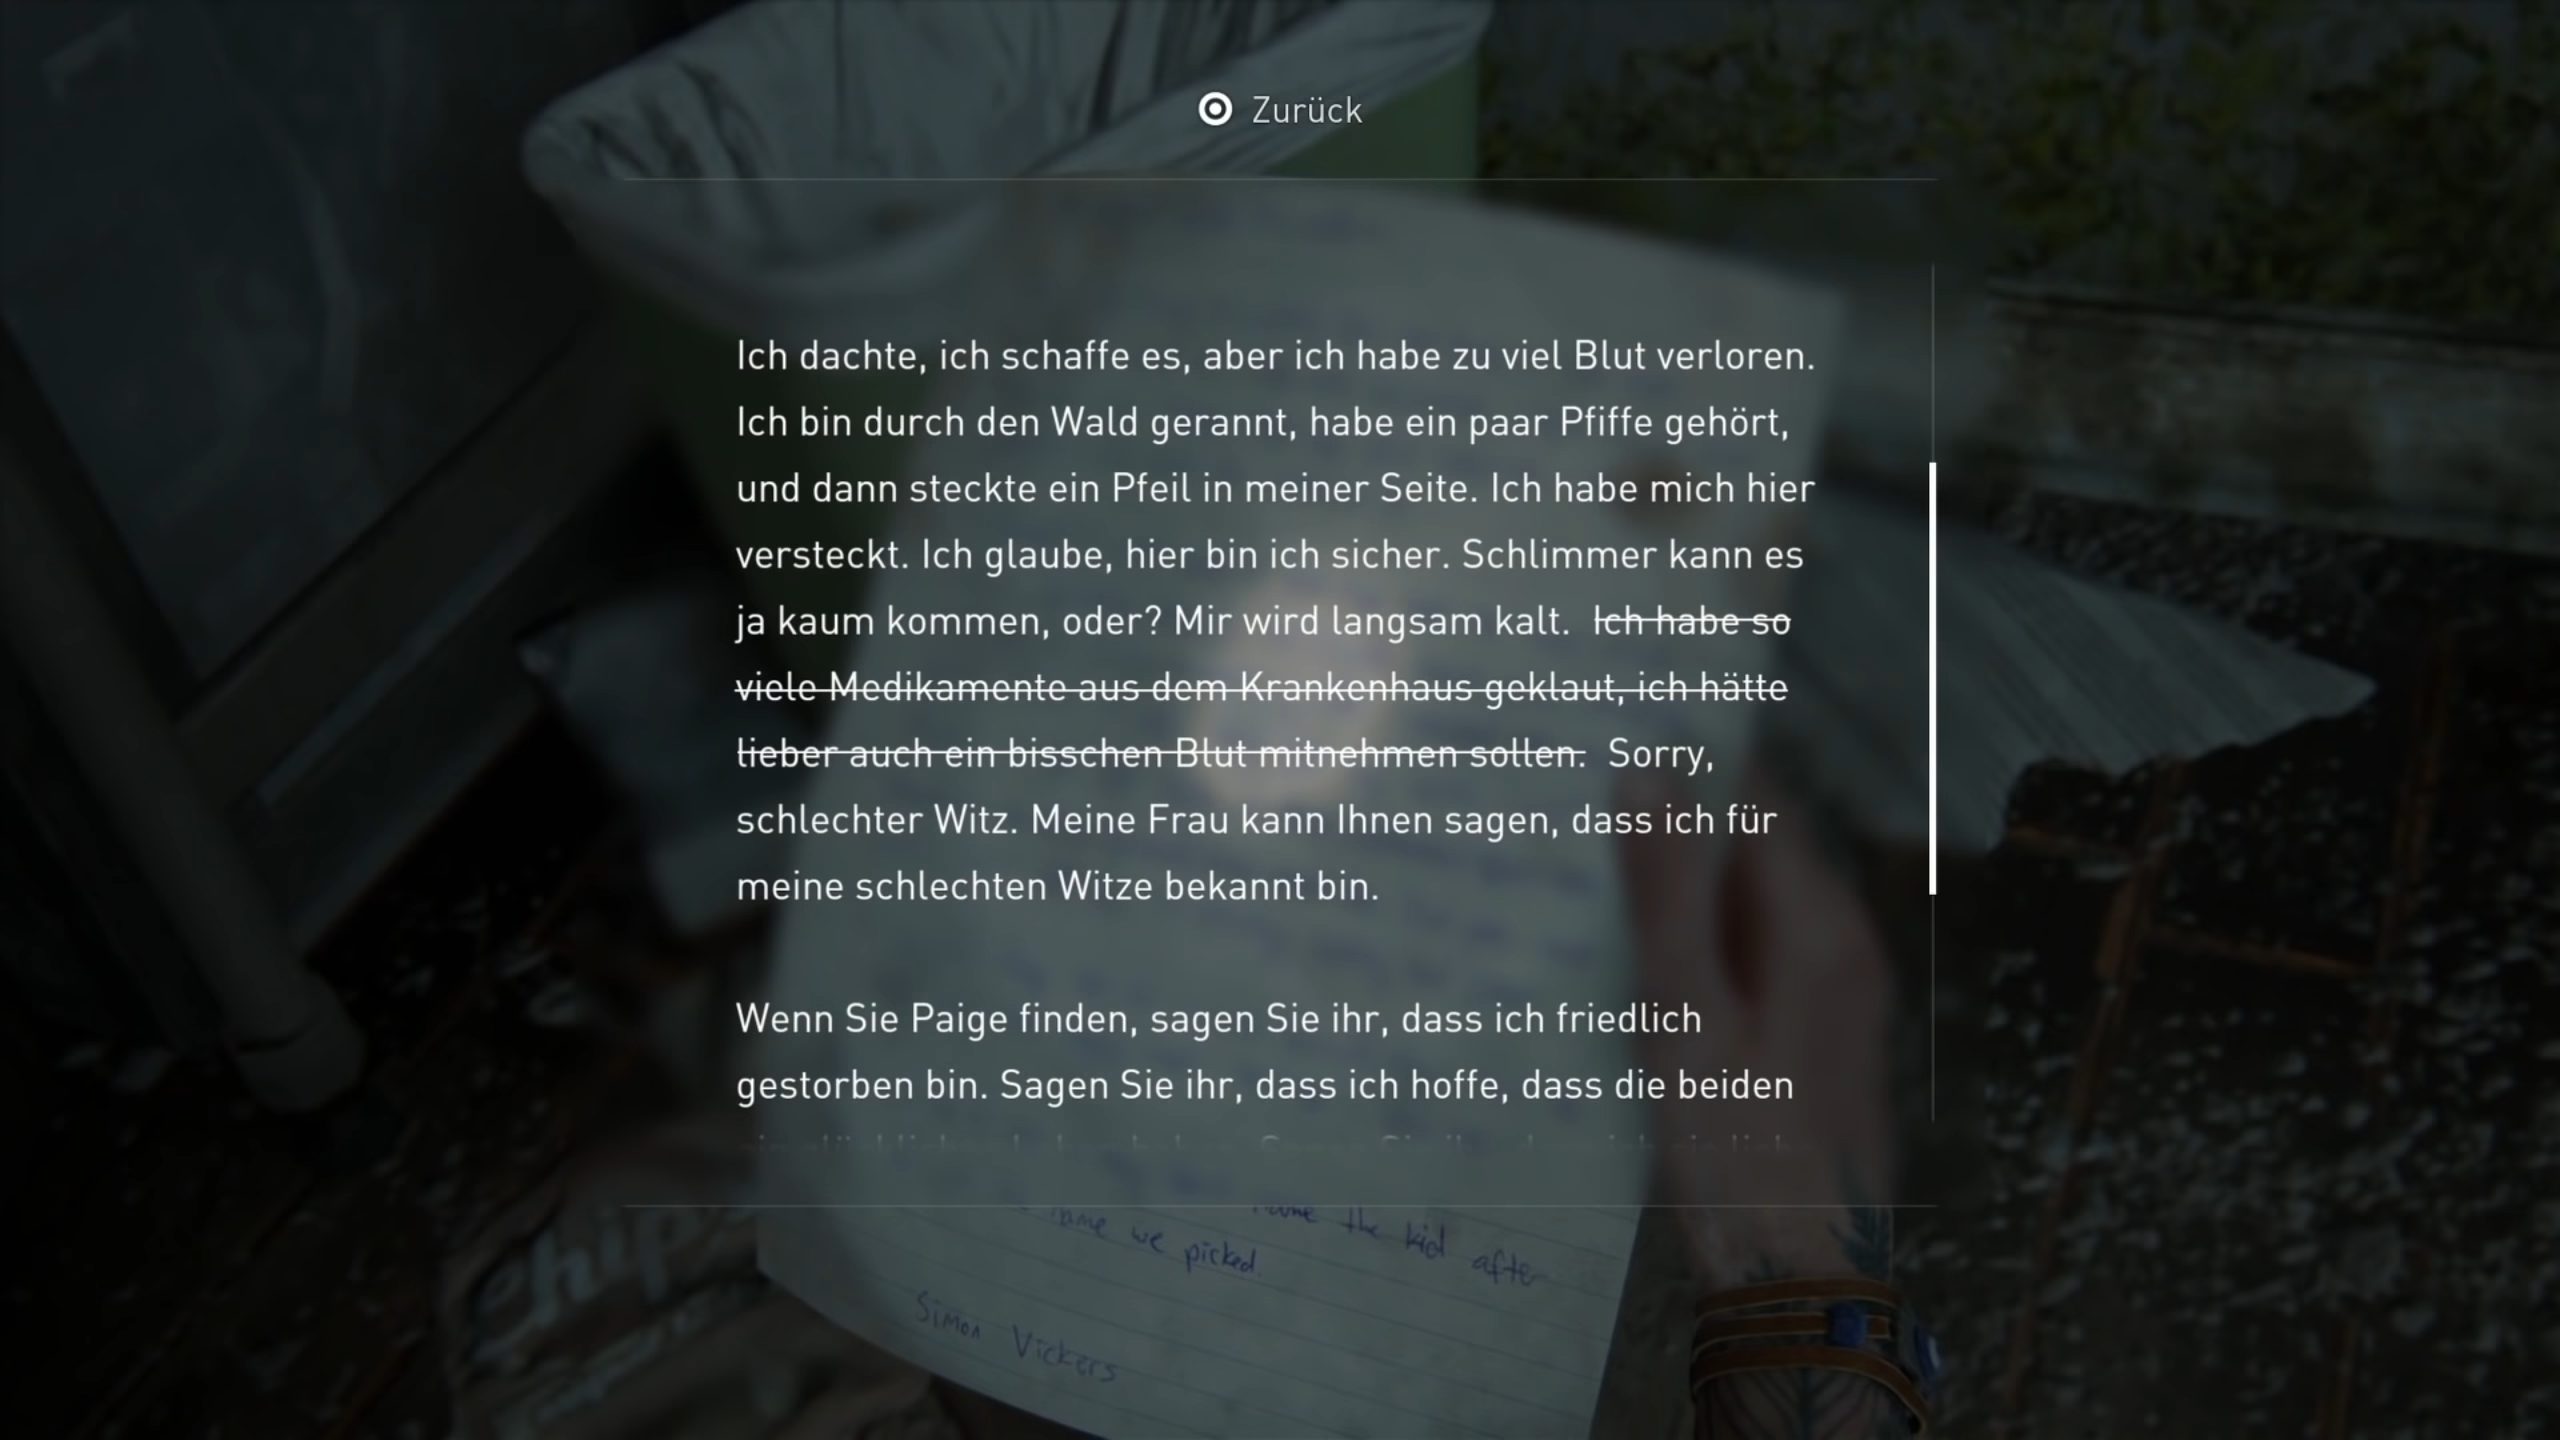 Zurück
Ich dachte, ich schaffe es, aber ich habe zu viel Blut verloren.
Ich bin durch den Wald gerannt, habe ein paar Pfiffe gehört,
und dann steckte ein Pfeil in meiner Seite. Ich habe mich hier
versteckt. Ich glaube, hier bin ich sicher. Schlimmer kann es
ja kaum kommen, oder? Mir wird langsam kalt. Ich habe so
viele Medikamente aus dem Krankenhaus geklaut, ich hätte
lieber auch ein bisschen Blut mitnehmen sollen. Sorry,
schlechter Witz. Meine Frau kann Ihnen sagen, dass ich für
meine schlechten Witze bekannt bin.
Wenn Sie Paige finden, sagen Sie ihr, dass ich friedlich
gestorben bin. Sagen Sie ihr, dass ich hoffe, dass die beiden
name the kid after
name we picked.
Simon Vickers